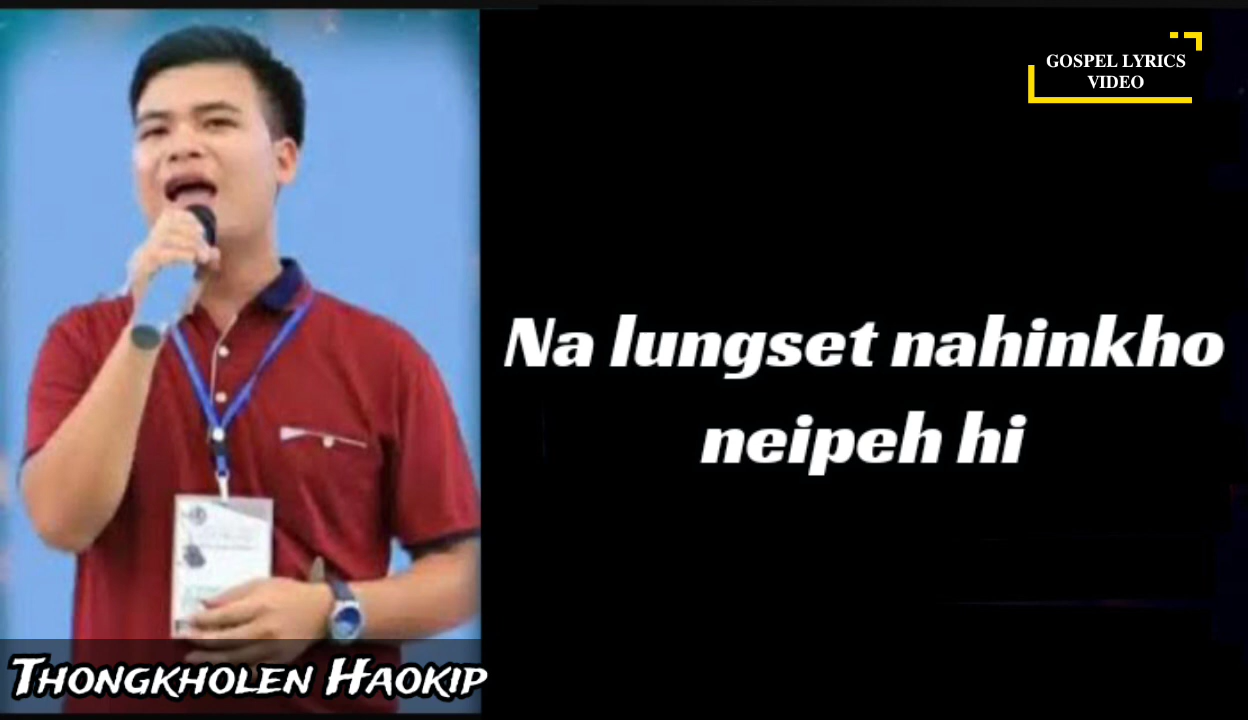 GOSPEL LYRICS
VIDEO
Na lungset nahinkho
neipeh hi
Thongkholen Haokip